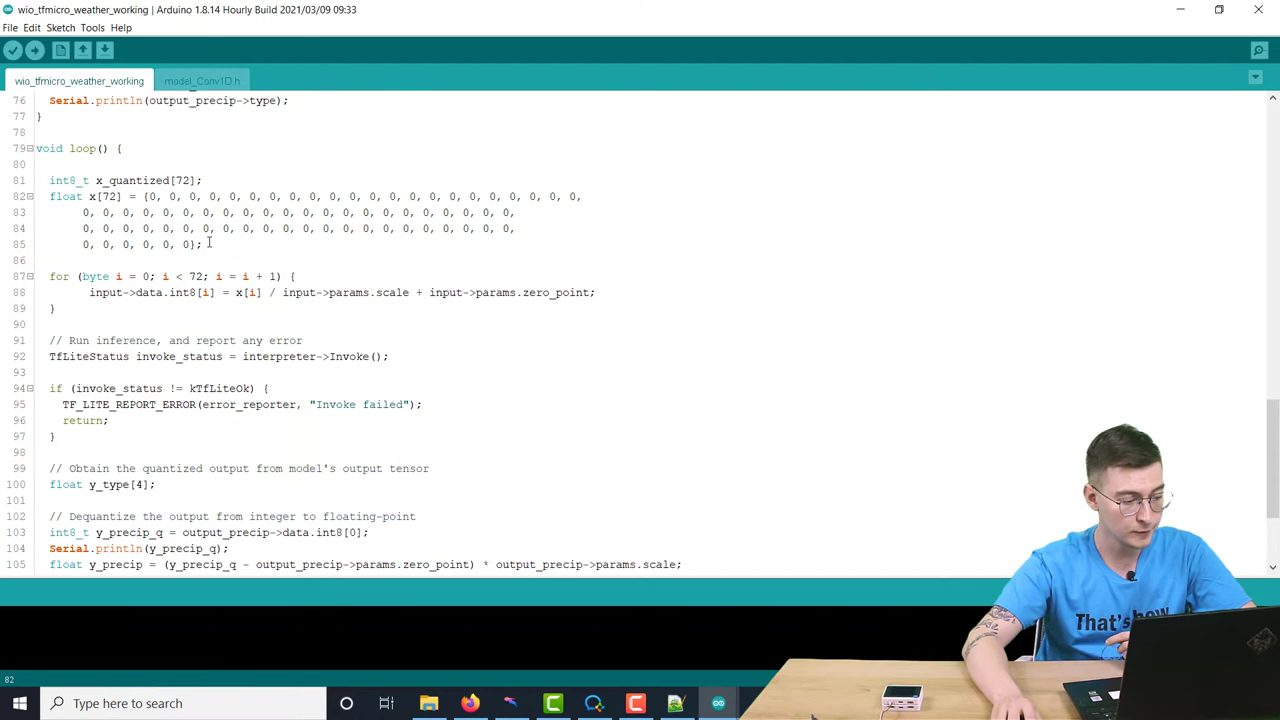 wio_tfmicro_weather_working | Arduino 1.8.14 Hourly Build 2021/03/09 09:33
File Edit Sketch Tools Help
wio_tfmicro_weather_working model_Conv1D.h
76 Serial.println(output_precip->type);
77 }
78
79 void loop() {
80
81 int8_t x_quantized[72];
82 float x[72] = {0, 0, 0, 0, 0, 0, 0, 0, 0, 0, 0, 0, 0, 0, 0, 0, 0, 0, 0, 0, 0, 0,
83 0, 0, 0, 0, 0, 0, 0, 0, 0, 0, 0, 0, 0, 0, 0, 0, 0, 0, 0, 0, 0, 0,
84 0, 0, 0, 0, 0, 0, 0, 0, 0, 0, 0, 0, 0, 0, 0, 0, 0, 0, 0, 0, 0, 0,
85 0, 0, 0, 0, 0, 0};
86
87 for (byte i = 0; i < 72; i = i + 1) {
88 input->data.int8[i] = x[i] / input->params.scale + input->params.zero_point;
89 }
90
91 // Run inference, and report any error
92 TfLiteStatus invoke_status = interpreter->Invoke();
93
94 if (invoke_status != kTfLiteOk) {
95 TF_LITE_REPORT_ERROR(error_reporter, "Invoke failed");
96 return;
97 }
98
99 // Obtain the quantized output from model's output tensor
100 float y_type[4];
101
102 // Dequantize the output from integer to floating-point
103 int8_t y_precip_q = output_precip->data.int8[0];
104 Serial.println(y_precip_q);
105 float y_precip = (y_precip_q - output_precip->params.zero_point) * output_precip->params.scale;
That's how
82
Type here to search